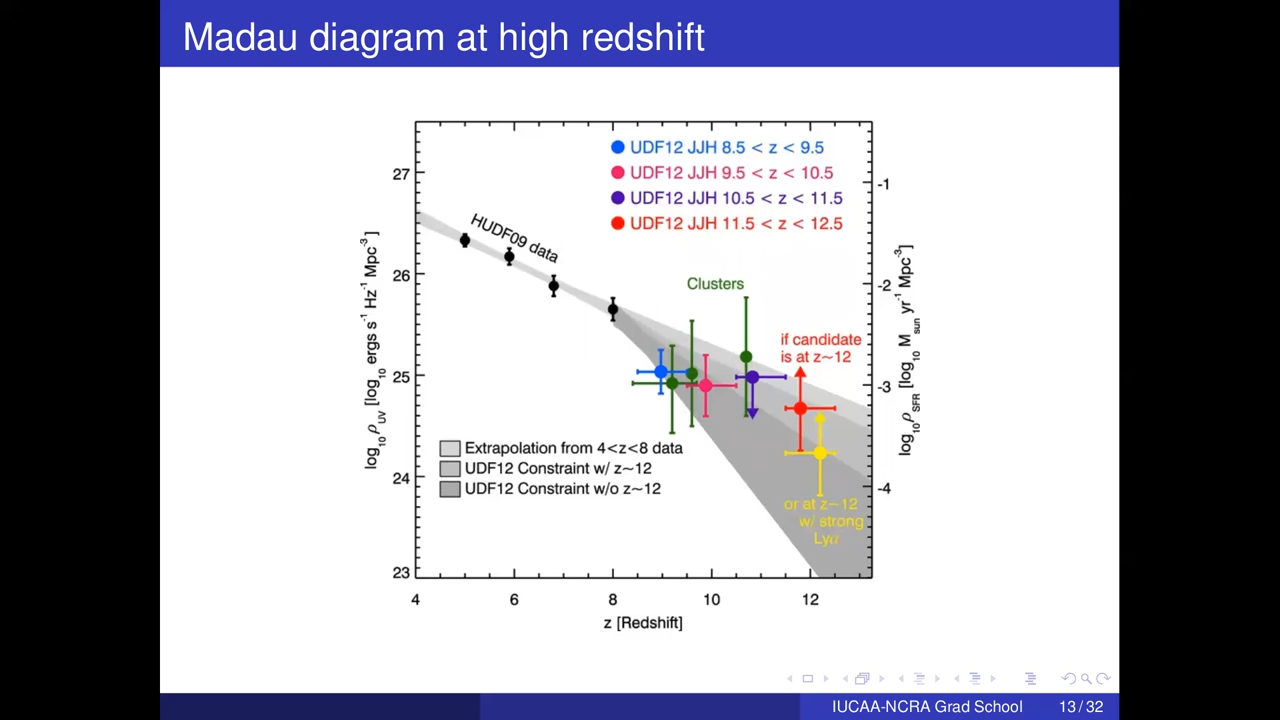 Madau diagram at high redshift
UDF12 JJH 8.5 < z < 9.5
UDF12 JJH 9.5 < z < 10.5
UDF12 JJH 10.5 < z < 11.5
UDF12 JJH 11.5 < z < 12.5
HUDF09 data
Clusters
if candidate
is at z~12
or at z~12
w/ strong
Lyα
Extrapolation from 4<z<8 data
UDF12 Constraint w/ z~12
UDF12 Constraint w/o z~12
log10 ρUV [log10 ergs s-1 Hz-1 Mpc-3]
27
26
25
24
23
-1
-2
-3
-4
log10 ρSFR [log10 Msun yr-1 Mpc-3]
4 6 8 10 12
z [Redshift]
IUCAA-NCRA Grad School 13 / 32